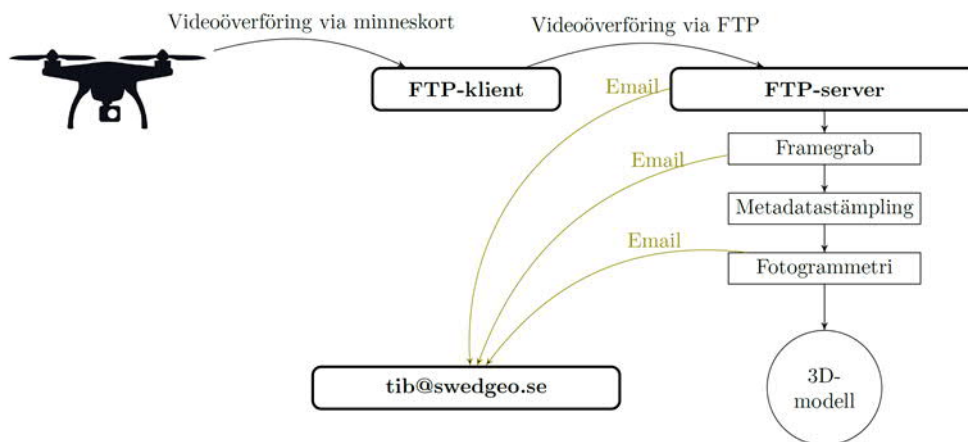 Videoöverföring via minneskort
Videoöverföring via FTP
FTP-klient
Email
FTP-server
Framegrab
Email
Metadatastämpling
Email
Fotogrammetri
tib@swedgeo.se
3D-
modell